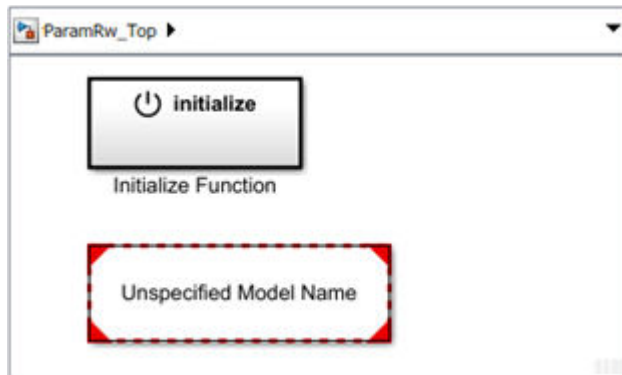 ParamRw_Top
initialize
Initialize Function
Unspecified Model Name